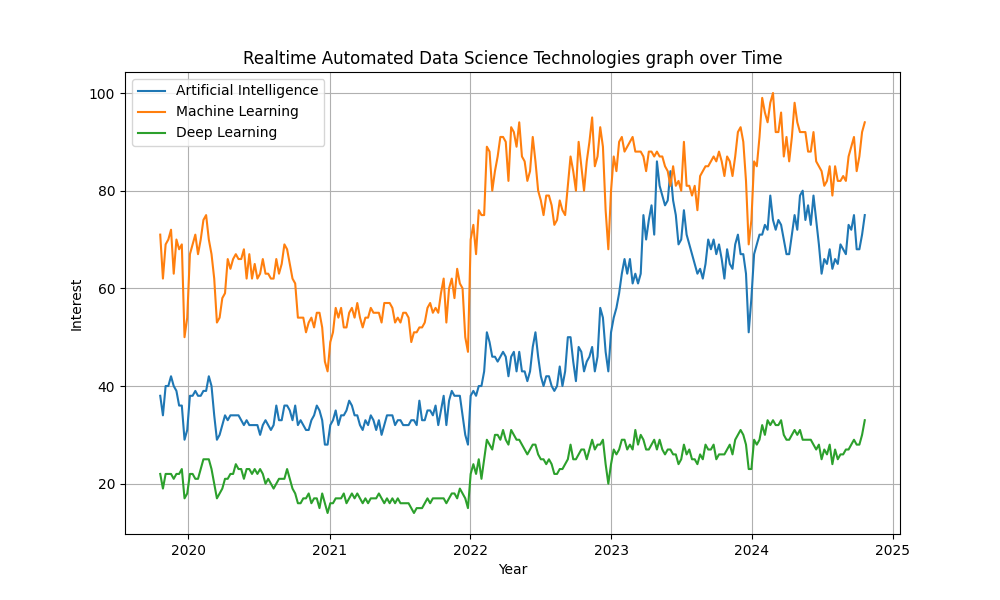 Realtime Automated Data Science Technologies graph over Time
Artificial Intelligence
Machine Learning
Deep Learning
100
80
60
40
20
Interest
2020 2021 2022 2023 2024 2025
Year